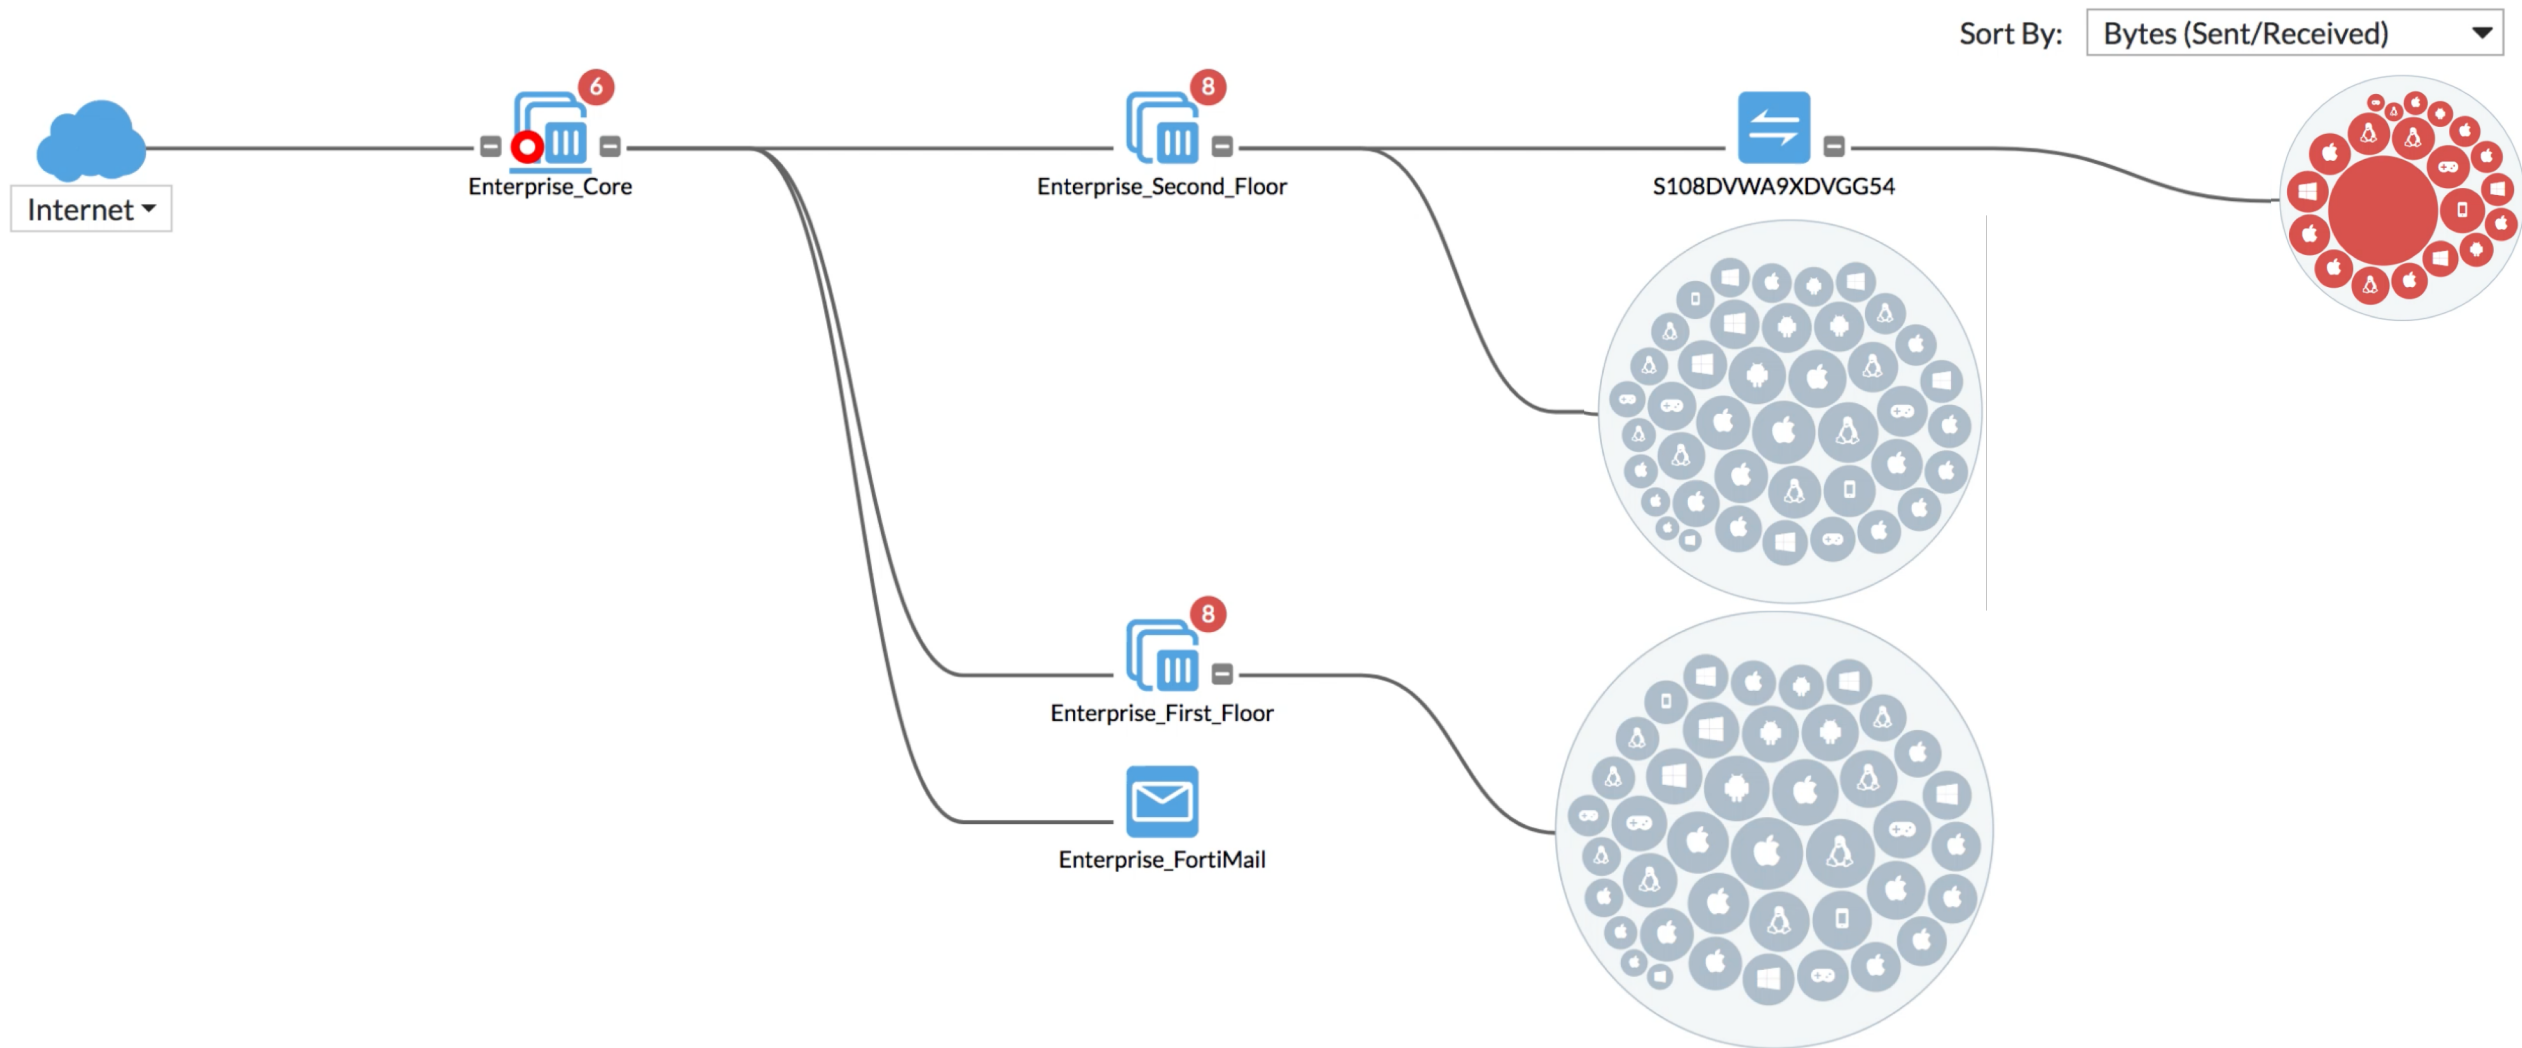 Sort By: Bytes (Sent/Received)
6
8
Enterprise_Core
Enterprise_Second_Floor
S108DVWA9XDVGG54
Internet
8
Enterprise_First_Floor
Enterprise_FortiMail